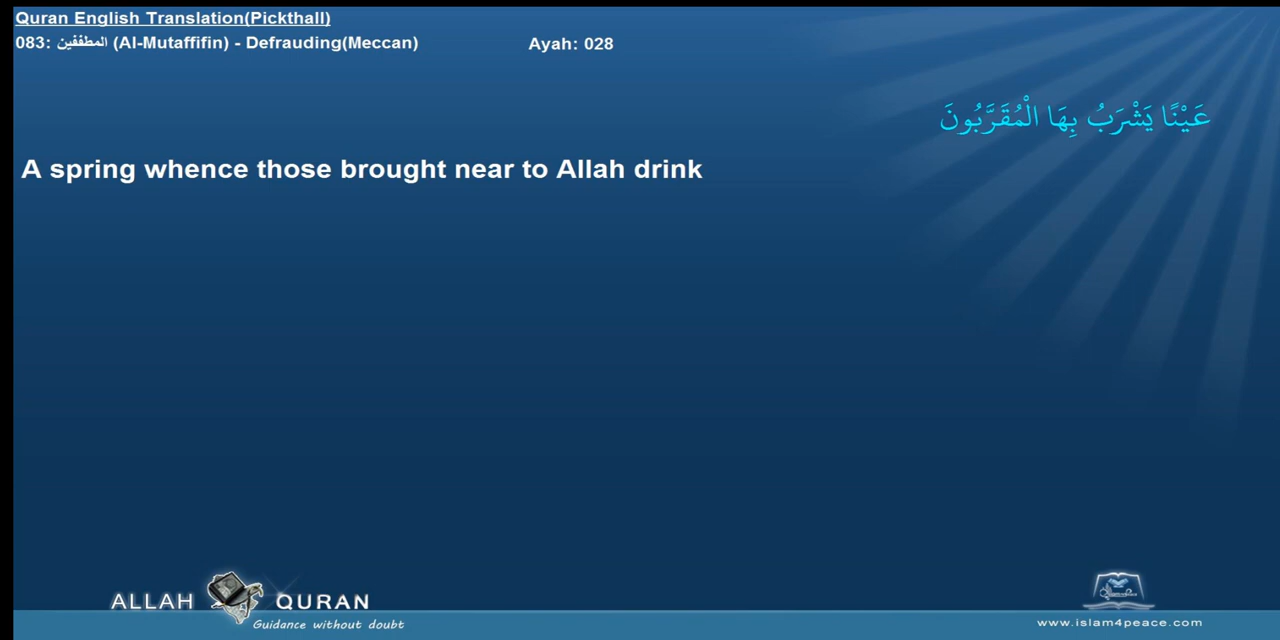 Quran English Translation(Pickthall)
083: المطففين (Al-Mutaffifin) - Defrauding(Meccan) Ayah: 028
عَيْنًا يَشْرَبُ بِهَا الْمُقَرَّبُونَ
A spring whence those brought near to Allah drink
ALLAH QURAN
Guidance without doubt
www.islam4peace.com